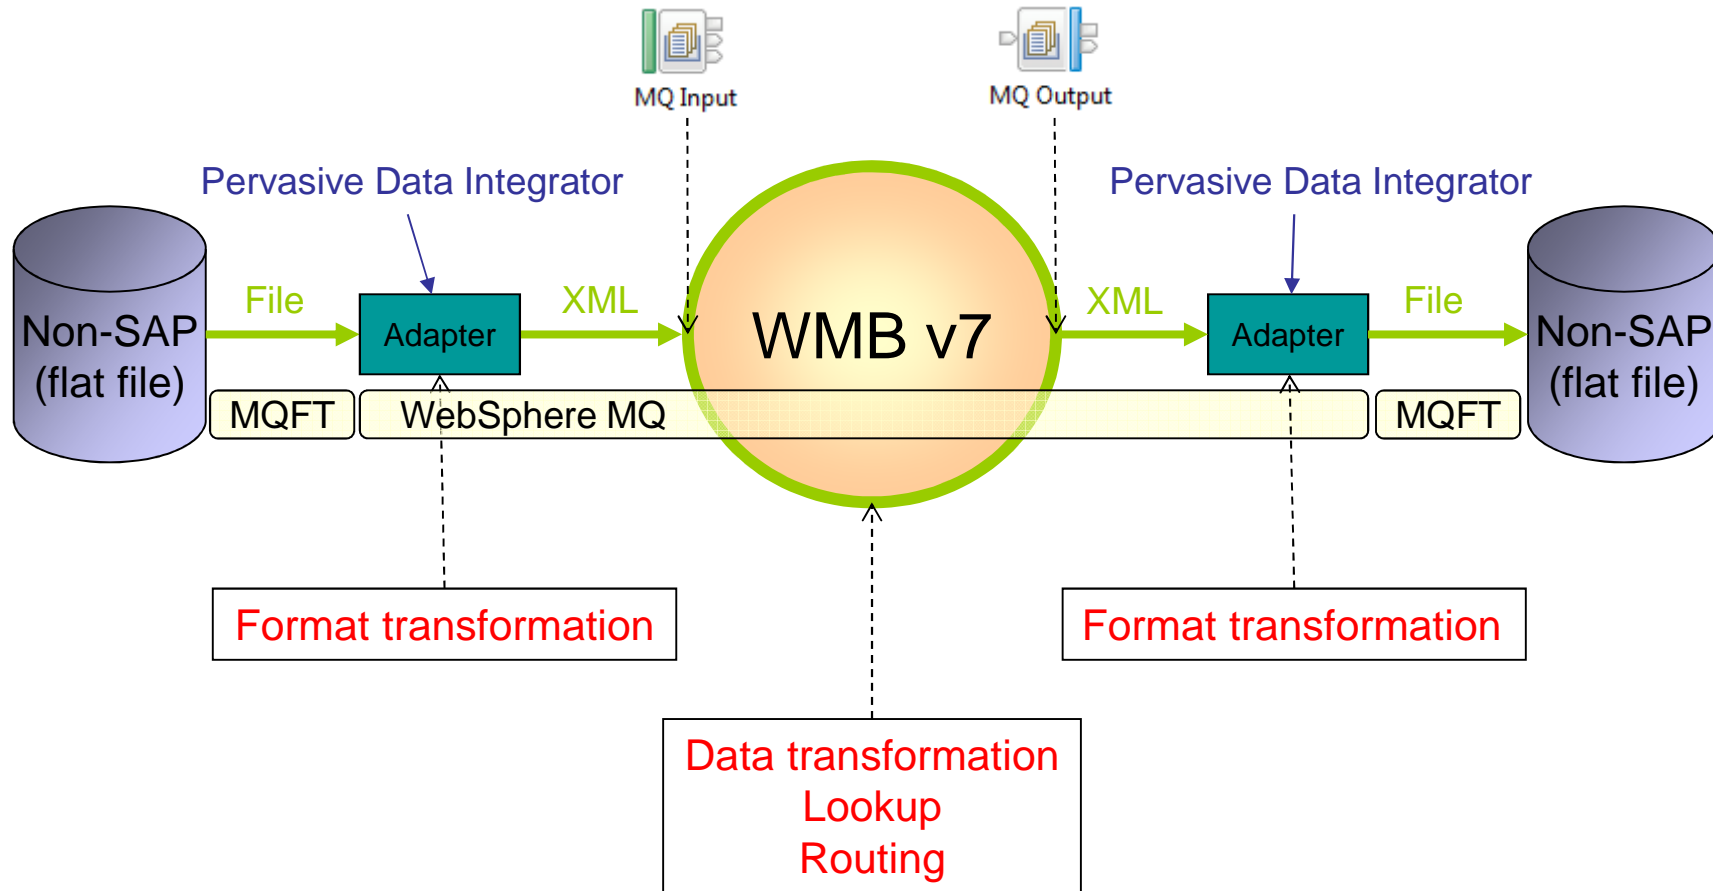 MQ Input
MQ Output
Pervasive Data Integrator
Pervasive Data Integrator
File
XML
XML
File
Non-SAP
(flat file)
Adapter
WMB v7
Adapter
Non-SAP
(flat file)
MQFT
WebSphere MQ
MQFT
Format transformation
Format transformation
Data transformation
Lookup
Routing